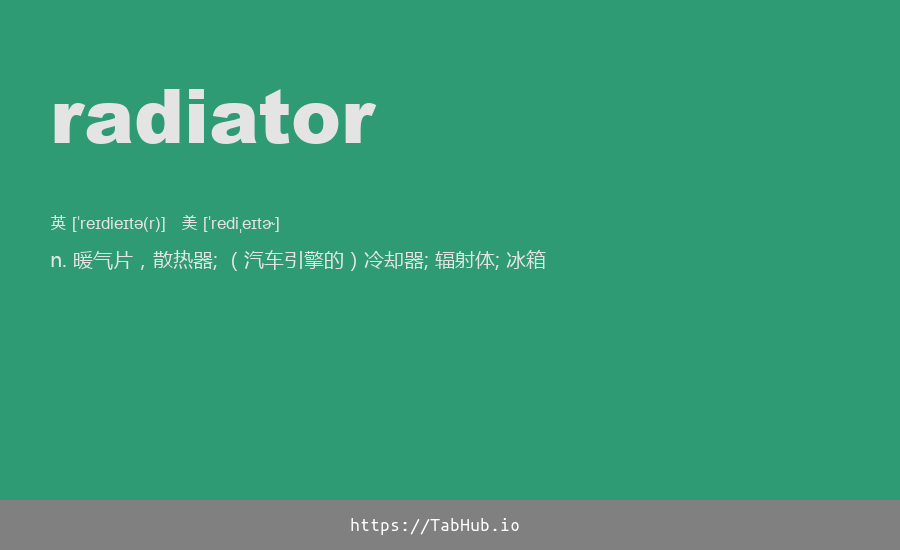 radiator
英 [ˈreɪdieɪtə(r)] 美 [ˈrediˌeɪtɚ]
n. 暖气片，散热器; （汽车引擎的）冷却器; 辐射体; 冰箱
https://TabHub.io